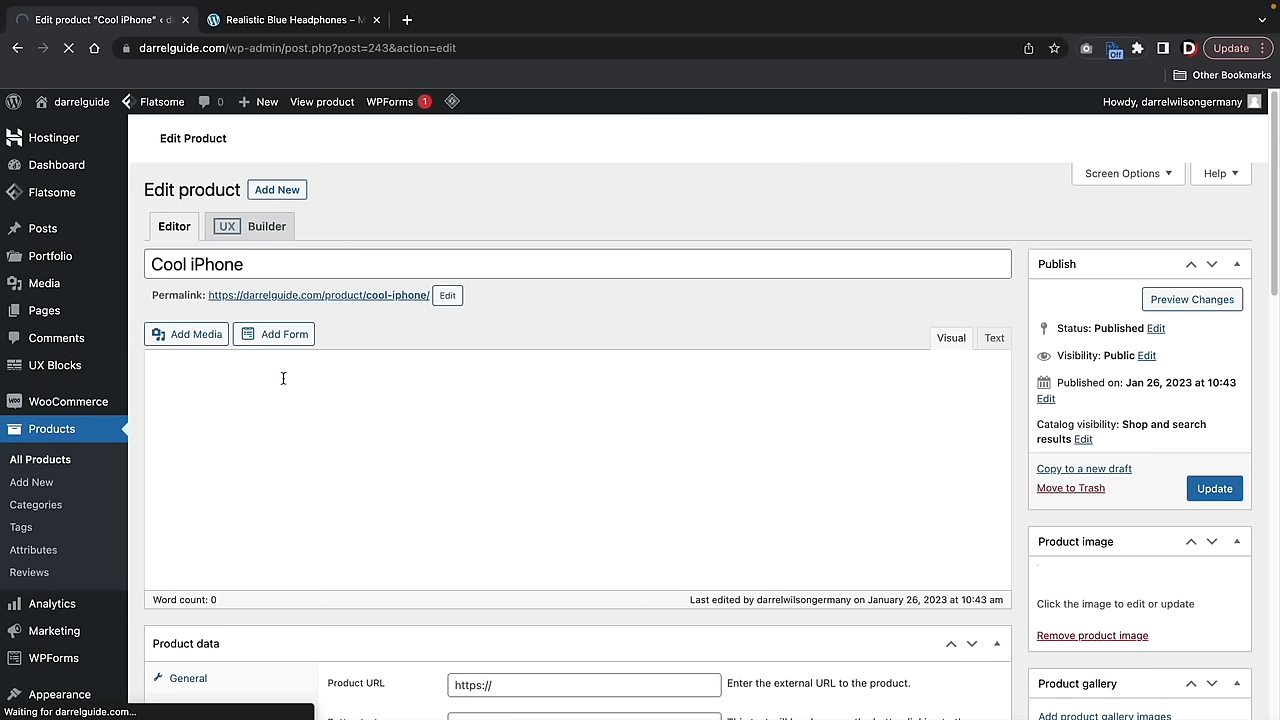 Edit product “Cool iPhone” ‹ d
Realistic Blue Headphones – M
darrelguide.com/wp-admin/post.php?post=243&action=edit
Off
D
Update
Other Bookmarks
darrelguide
Flatsome
0
New
View product
WPForms 1
Howdy, darrelwilsongermany
Hostinger
Dashboard
Flatsome
Posts
Portfolio
Media
Pages
Comments
UX Blocks
WooCommerce
Products
All Products
Add New
Categories
Tags
Attributes
Reviews
Analytics
Marketing
WPForms
Appearance
Edit Product
Screen Options
Help
Edit product Add New
Editor
UX Builder
Cool iPhone
Permalink: https://darrelguide.com/product/cool-iphone/ Edit
Add Media
Add Form
Visual
Text
Word count: 0
Last edited by darrelwilsongermany on January 26, 2023 at 10:43 am
Product data
General
Product URL
https://
Enter the external URL to the product.
Publish
Preview Changes
Status: Published Edit
Visibility: Public Edit
Published on: Jan 26, 2023 at 10:43
Edit
Catalog visibility: Shop and search
results Edit
Copy to a new draft
Move to Trash
Update
Product image
Click the image to edit or update
Remove product image
Product gallery
Add product gallery images
Waiting for darrelguide.com...